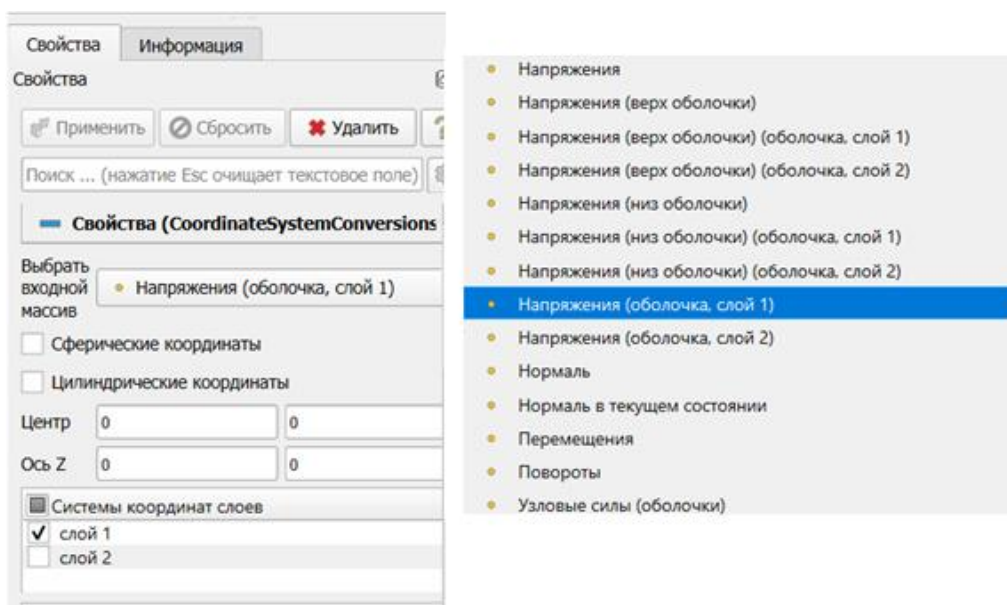 Свойства Информация
Свойства
Применить Сбросить Удалить ?
Поиск ... (нажатие Esc очищает текстовое поле)
Свойства (CoordinateSystemConversions
Выбрать
входной
массив
Напряжения (оболочка, слой 1)
Сферические координаты
Цилиндрические координаты
Центр 0 0
Ось Z 0 0
Системы координат слоев
слой 1
слой 2
Напряжения
Напряжения (верх оболочки)
Напряжения (верх оболочки) (оболочка, слой 1)
Напряжения (верх оболочки) (оболочка, слой 2)
Напряжения (низ оболочки)
Напряжения (низ оболочки) (оболочка, слой 1)
Напряжения (низ оболочки) (оболочка, слой 2)
Напряжения (оболочка, слой 1)
Напряжения (оболочка, слой 2)
Нормаль
Нормаль в текущем состоянии
Перемещения
Повороты
Узловые силы (оболочки)